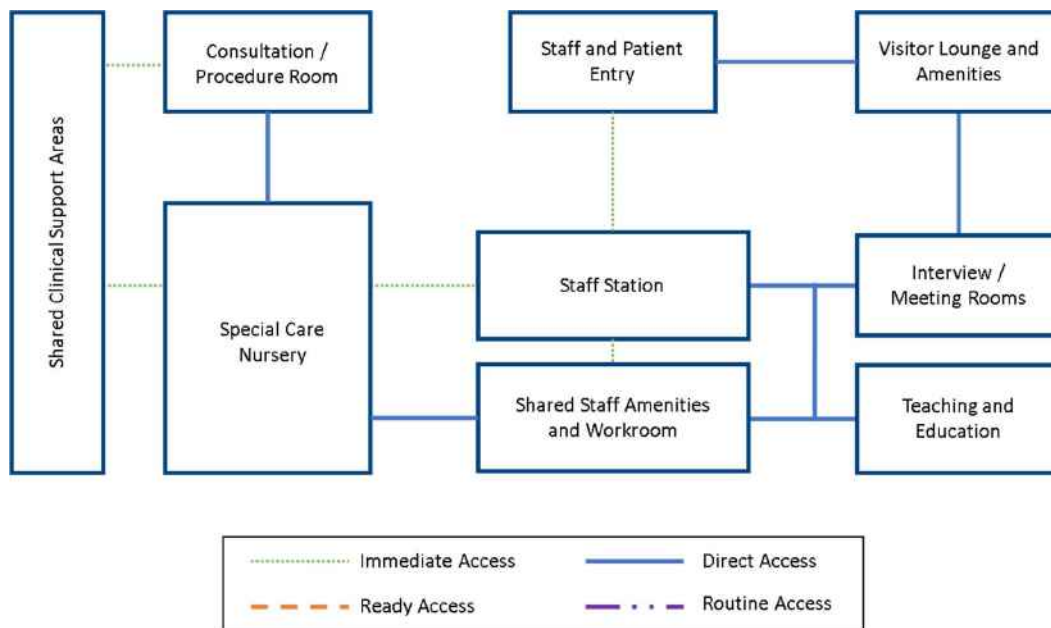 Shared Clinical Support Areas
Consultation /
Procedure Room
Staff and Patient
Entry
Visitor Lounge and
Amenities
Special Care
Nursery
Staff Station
Interview /
Meeting Rooms
Shared Staff Amenities
and Workroom
Teaching and
Education
Immediate Access
Direct Access
Ready Access
Routine Access